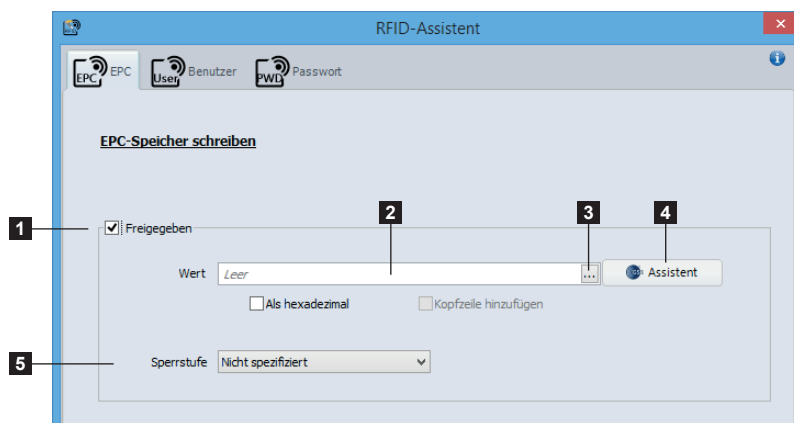 RFID-Assistent
EPC EPC User Benutzer PWD Passwort
EPC-Speicher schreiben
1 Freigegeben 2 3 4
Wert Leer ... Assistent
Als hexadezimal Kopfzeile hinzufügen
5 Sperrstufe Nicht spezifiziert